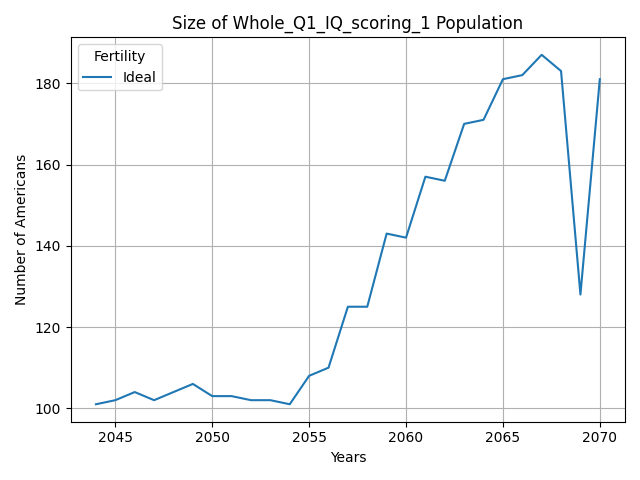 Size of Whole_Q1_IQ_scoring_1 Population
Fertility
Ideal
Number of Americans
180
160
140
120
100
2045 2050 2055 2060 2065 2070
Years